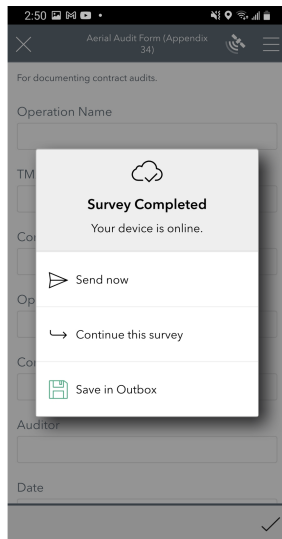 2:50
Aerial Audit Form (Appendix
34)
For documenting contract audits.
Operation Name
TM
Survey Completed
Your device is online.
Send now
Continue this survey
Save in Outbox
Auditor
Date